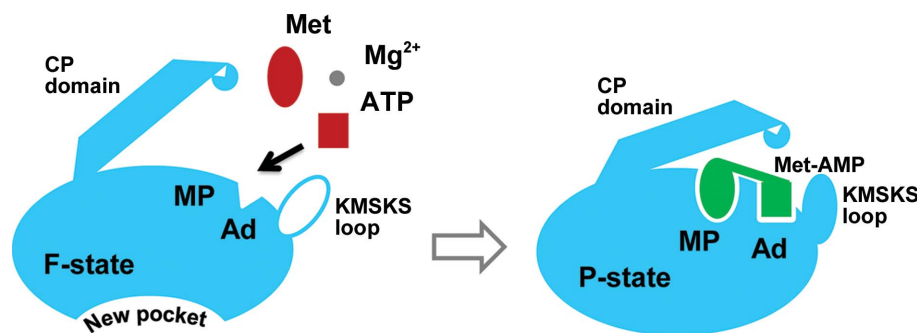 Met
Mg²⁺
ATP
CP
domain
MP
Ad
KMSKS
loop
F-state
New pocket
CP
domain
Met-AMP
KMSKS
loop
MP
Ad
P-state